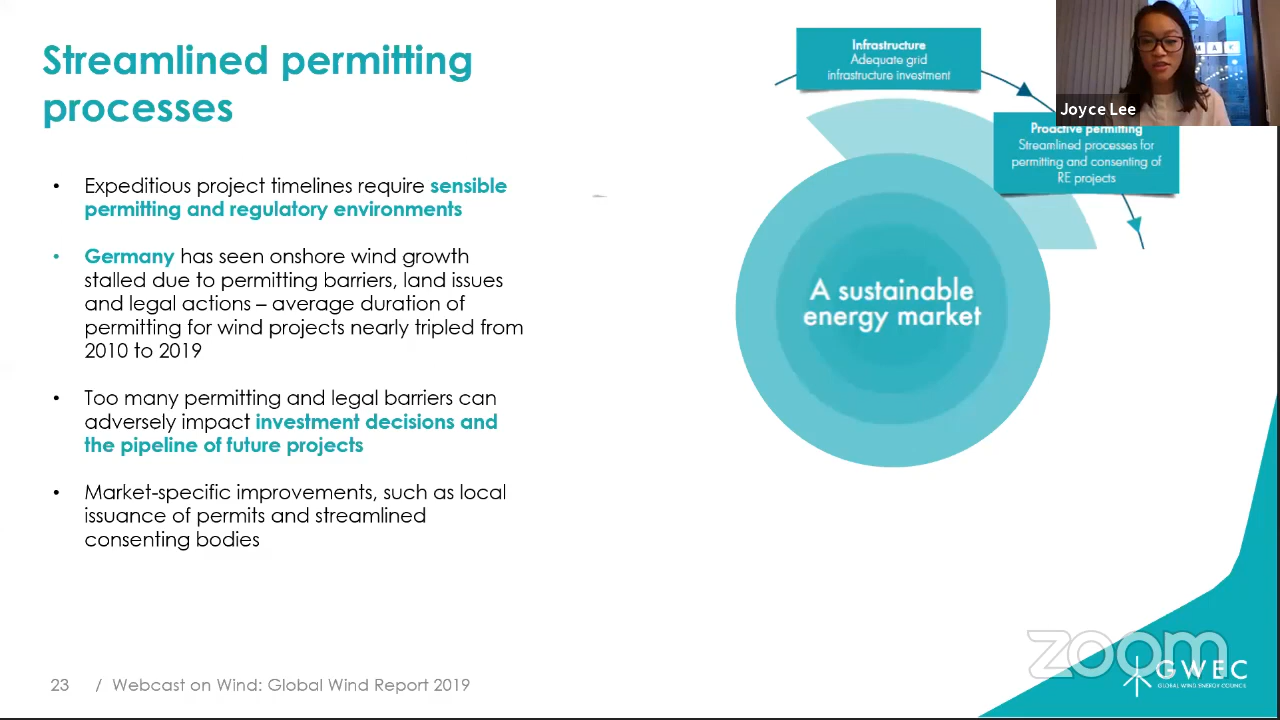 Streamlined permitting
processes
• Expeditious project timelines require sensible
permitting and regulatory environments
• Germany has seen onshore wind growth
stalled due to permitting barriers, land issues
and legal actions – average duration of
permitting for wind projects nearly tripled from
2010 to 2019
• Too many permitting and legal barriers can
adversely impact investment decisions and
the pipeline of future projects
• Market-specific improvements, such as local
issuance of permits and streamlined
consenting bodies
Infrastructure
Adequate grid
infrastructure investment
Joyce Lee
Proactive permitting
Streamlined processes for
permitting and consenting of
RE projects
A sustainable
energy market
23 / Webcast on Wind: Global Wind Report 2019
zoom
GWEC
GLOBAL WIND ENERGY COUNCIL